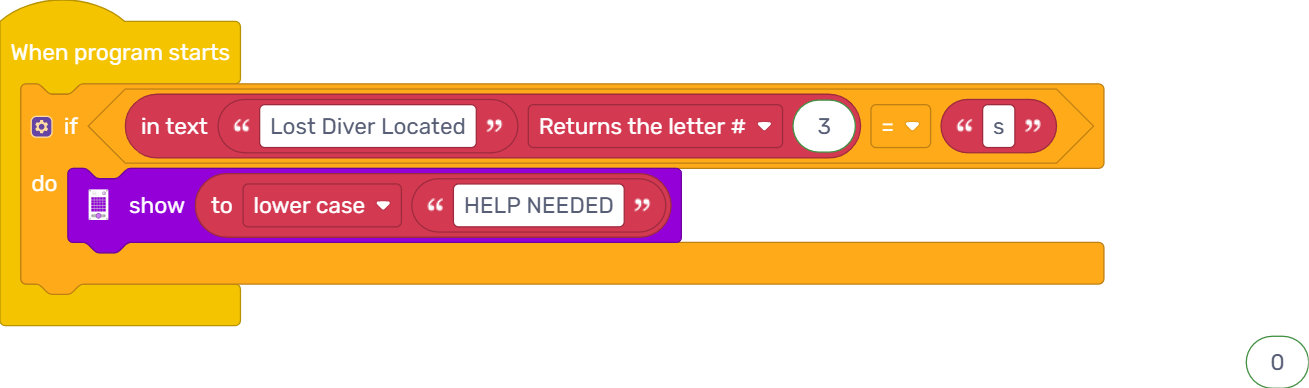 When program starts
if in text “ Lost Diver Located ” Returns the letter # 3 = “ s ”
do show to lower case “ HELP NEEDED ”
0